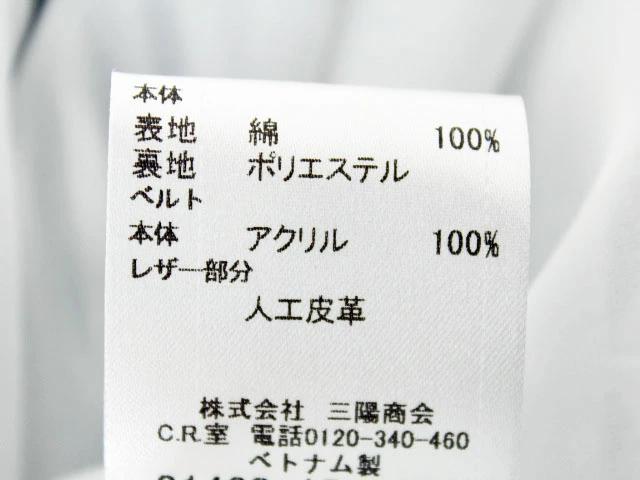 本体
表地 綿 100%
裏地 ポリエステル
ベルト
本体 アクリル 100%
レザー部分
人工皮革
株式会社 三陽商会
C.R.室 電話0120-340-460
ベトナム製